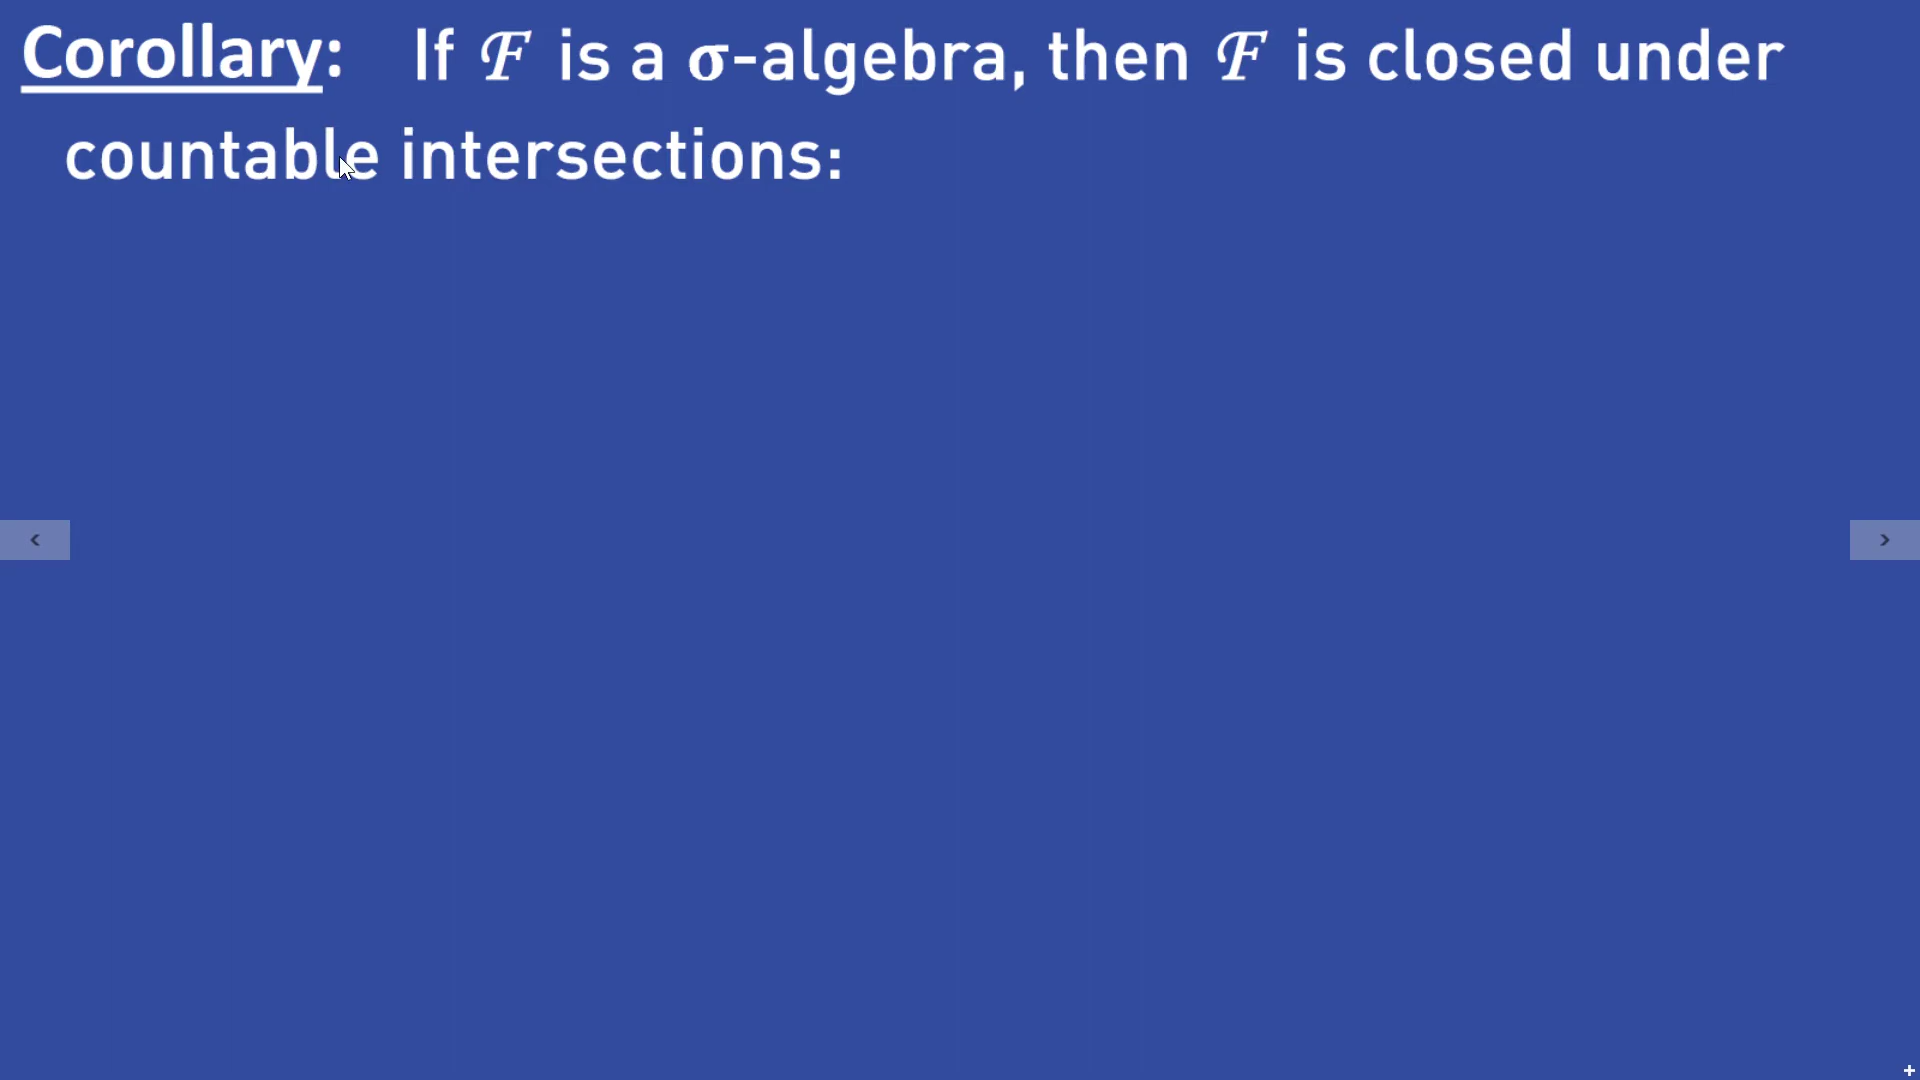 Corollary: If ℱ is a σ-algebra, then ℱ is closed under
countable intersections: